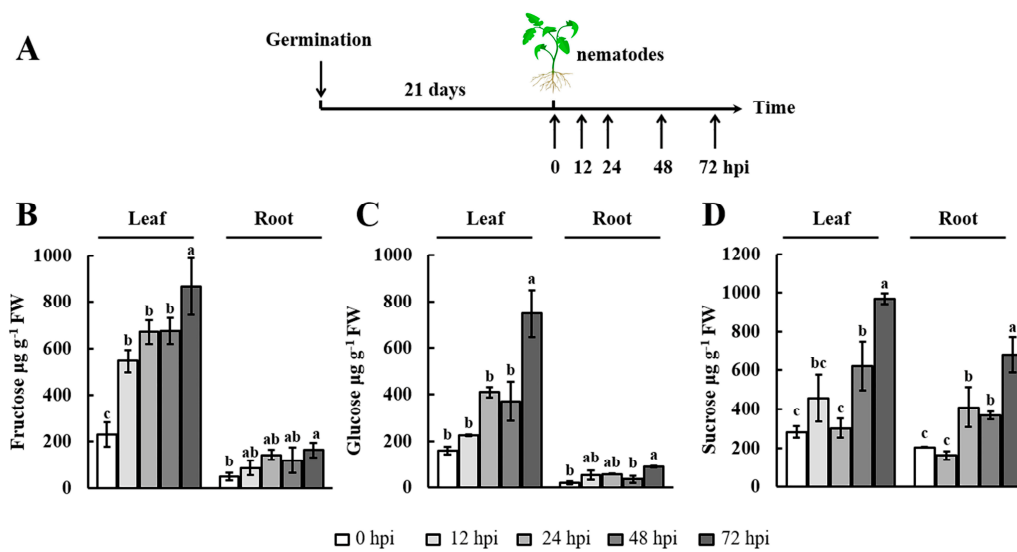 A
Germination
nematodes
21 days
Time
0 12 24 48 72 hpi
B
Leaf Root
Fructose µg g⁻¹ FW
1000
800
600
400
200
0
c b b b a b ab ab ab a
C
Leaf Root
Glucose µg g⁻¹ FW
1000
800
600
400
200
0
b b b b a b ab ab b a
D
Leaf Root
Sucrose µg g⁻¹ FW
1200
1000
800
600
400
200
0
c bc c b a c c b b a
0 hpi 12 hpi 24 hpi 48 hpi 72 hpi